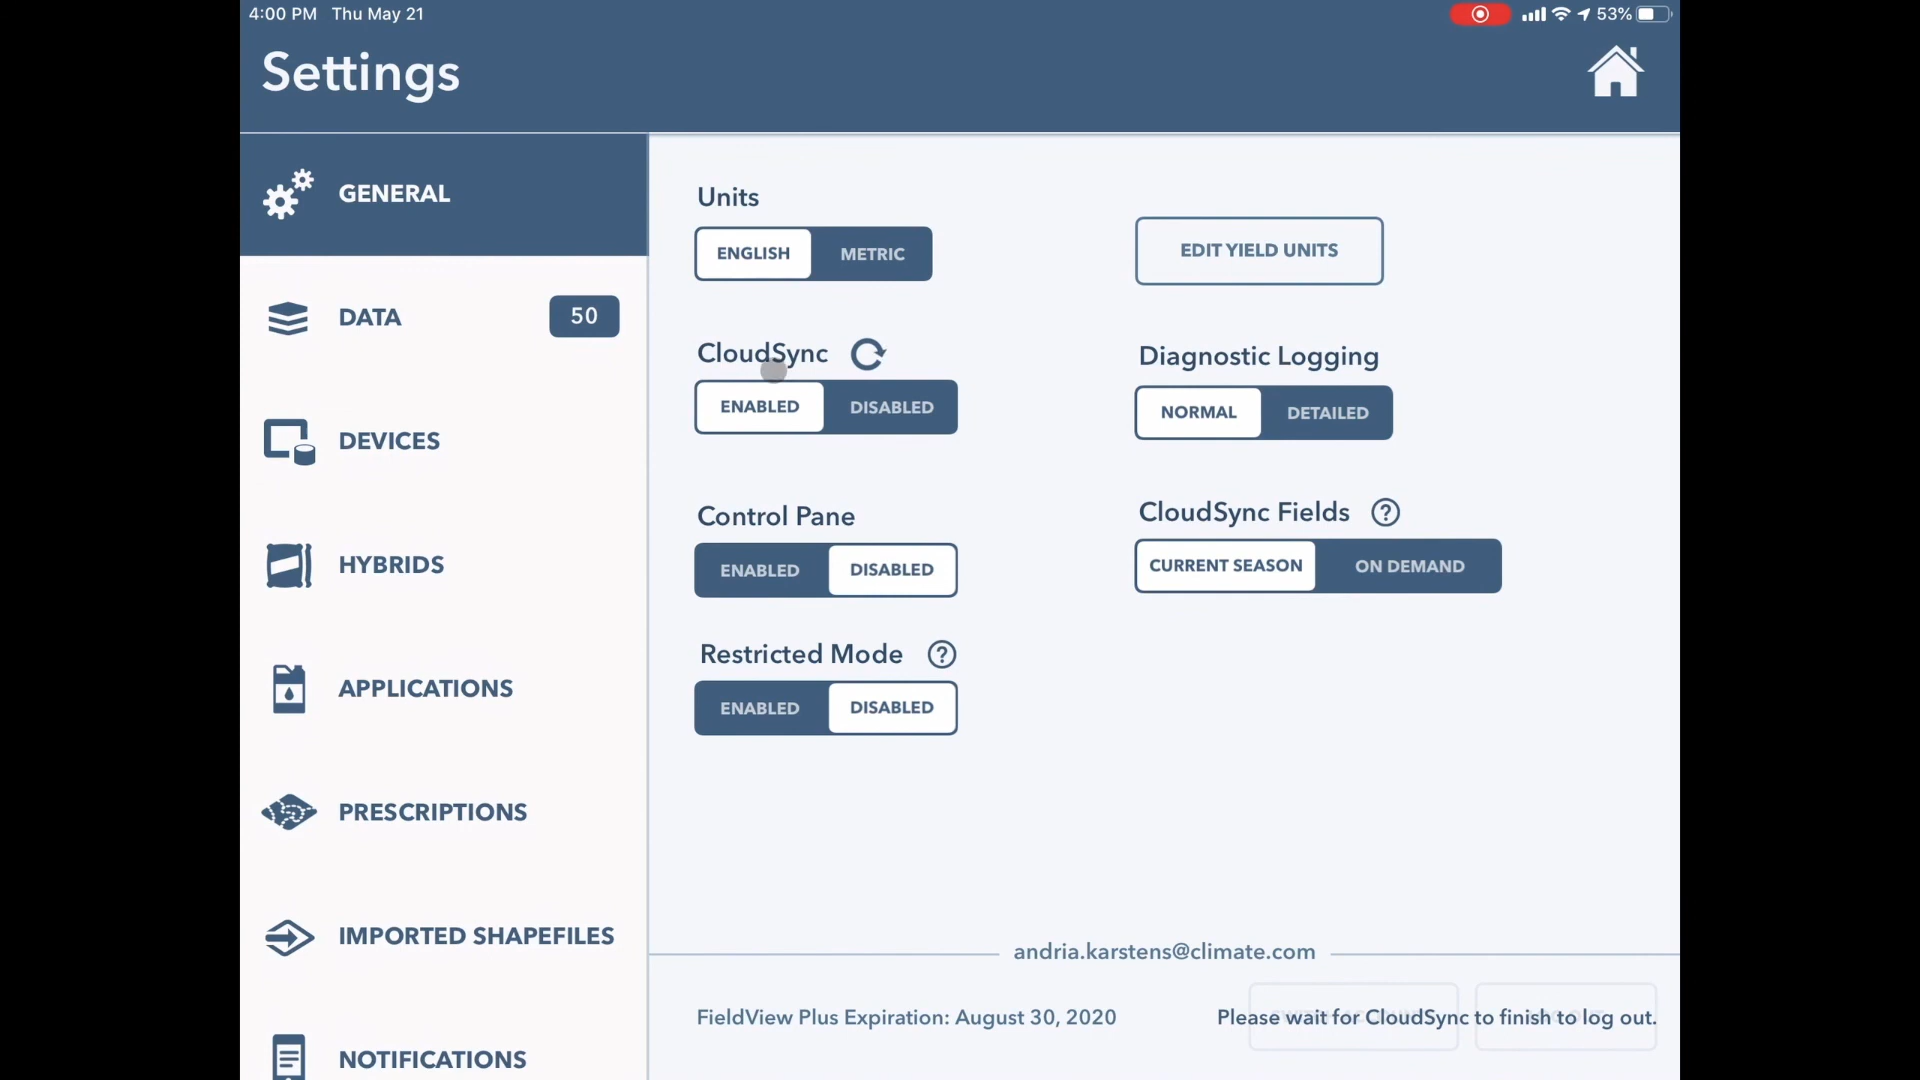 4:00 PM Thu May 21
53%
Settings
GENERAL
DATA 50
DEVICES
HYBRIDS
APPLICATIONS
PRESCRIPTIONS
IMPORTED SHAPEFILES
NOTIFICATIONS
Units
ENGLISH METRIC
EDIT YIELD UNITS
CloudSync
ENABLED DISABLED
Diagnostic Logging
NORMAL DETAILED
Control Pane
ENABLED DISABLED
CloudSync Fields ?
CURRENT SEASON ON DEMAND
Restricted Mode ?
ENABLED DISABLED
andria.karstens@climate.com
FieldView Plus Expiration: August 30, 2020
Please wait for CloudSync to finish to log out.